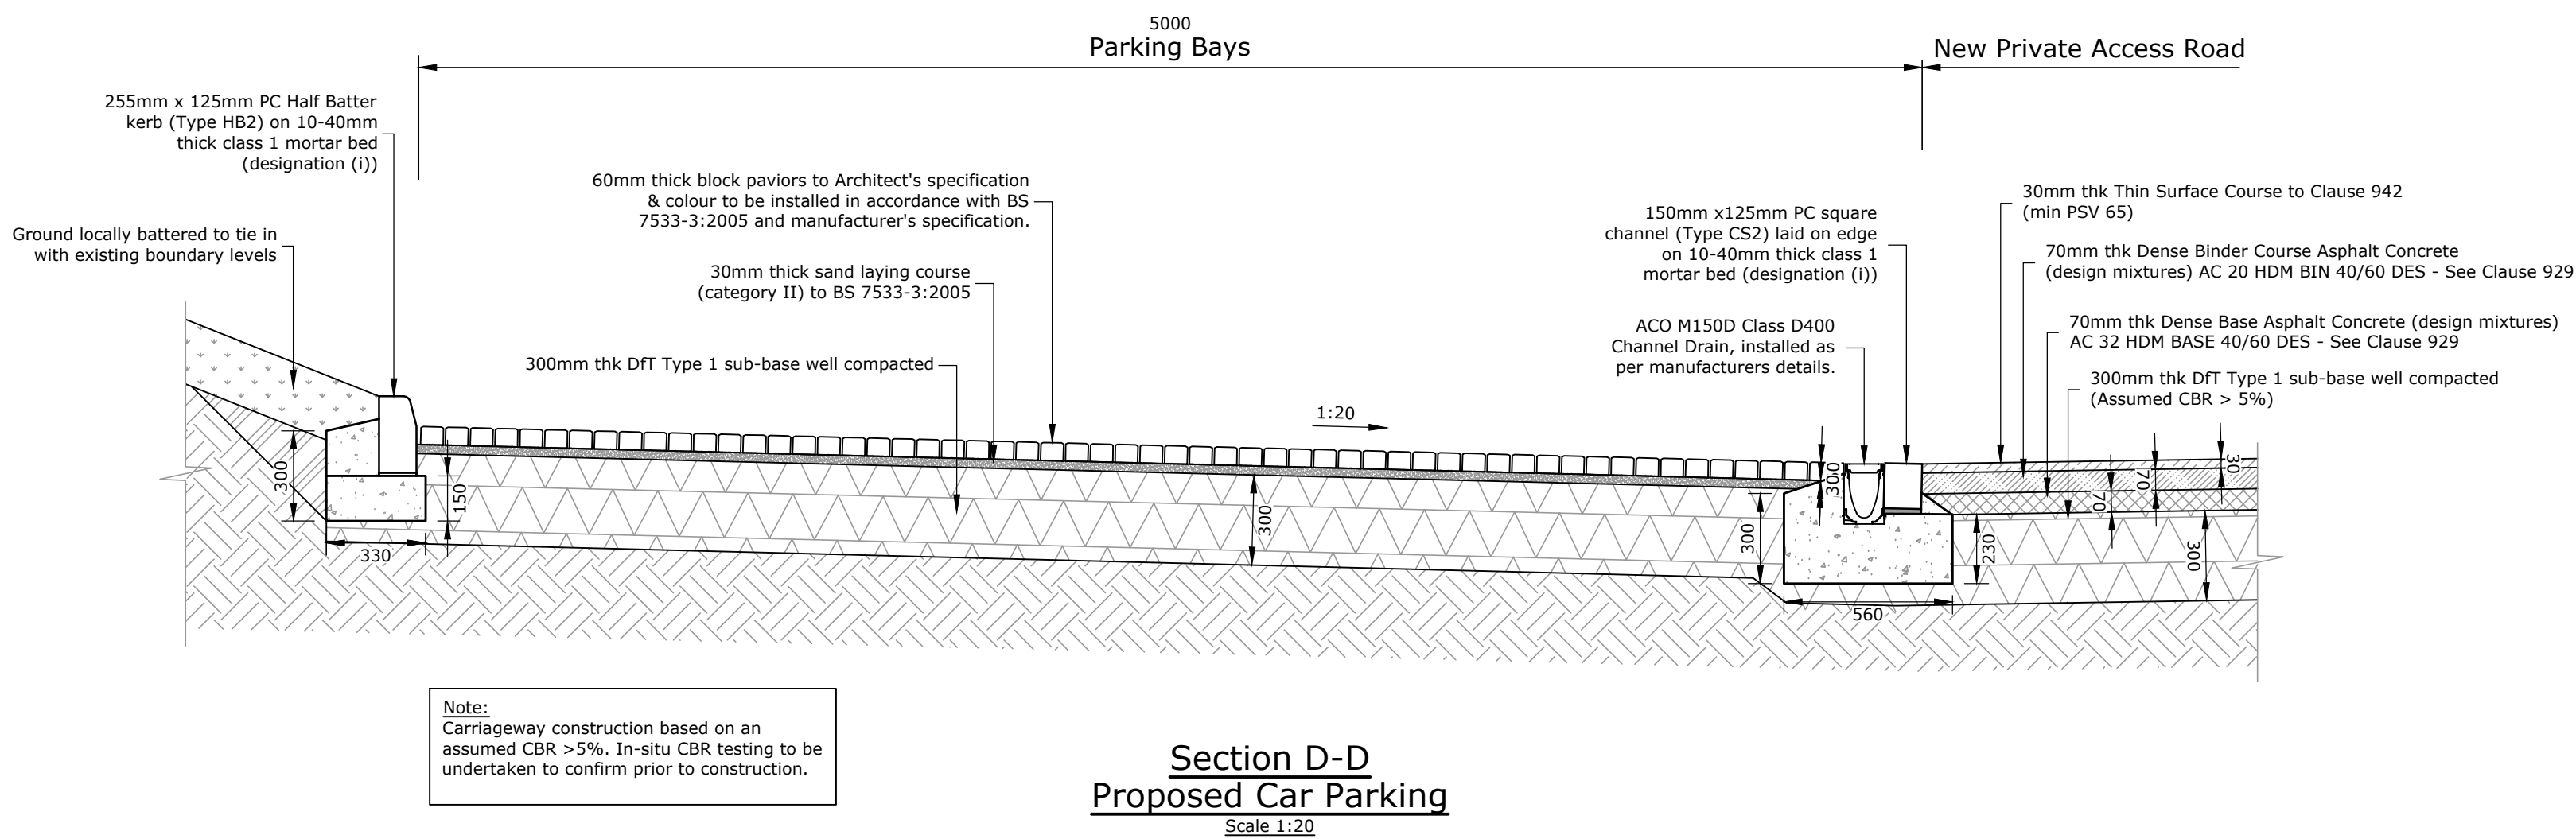 5000
Parking Bays
New Private Access Road
255mm x 125mm PC Half Batter
kerb (Type HB2) on 10-40mm
thick class 1 mortar bed
(designation (i))
Ground locally battered to tie in
with existing boundary levels
60mm thick block paviors to Architect's specification
& colour to be installed in accordance with BS
7533-3:2005 and manufacturer's specification.
30mm thick sand laying course
(category II) to BS 7533-3:2005
300mm thk DfT Type 1 sub-base well compacted
150mm x125mm PC square
channel (Type CS2) laid on edge
on 10-40mm thick class 1
mortar bed (designation (i))
ACO M150D Class D400
Channel Drain, installed as
per manufacturers details.
30mm thk Thin Surface Course to Clause 942
(min PSV 65)
70mm thk Dense Binder Course Asphalt Concrete
(design mixtures) AC 20 HDM BIN 40/60 DES - See Clause 929
70mm thk Dense Base Asphalt Concrete (design mixtures)
AC 32 HDM BASE 40/60 DES - See Clause 929
300mm thk DfT Type 1 sub-base well compacted
(Assumed CBR > 5%)
1:20
300
150
330
300
300
560
230
30
70
70
300
Note:
Carriageway construction based on an
assumed CBR >5%. In-situ CBR testing to be
undertaken to confirm prior to construction.
Section D-D
Proposed Car Parking
Scale 1:20